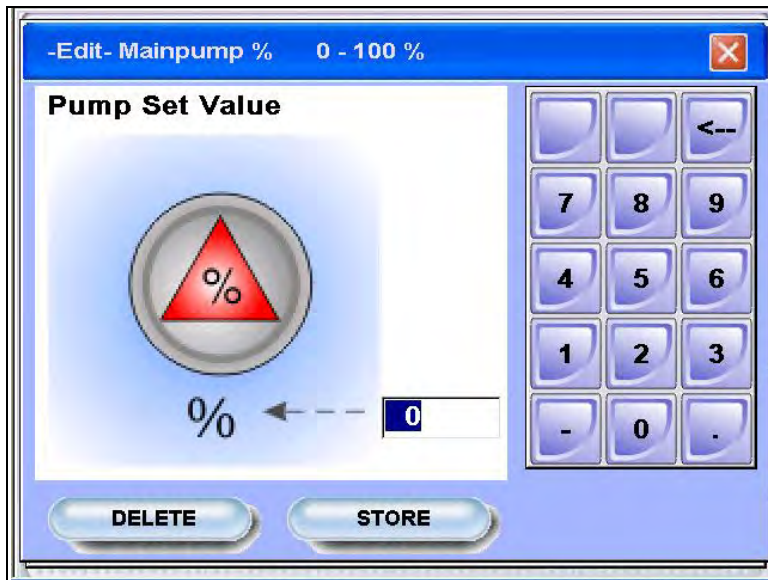 -Edit- Mainpump % 0 - 100 %
Pump Set Value
%
% 0
<--
7 8 9
4 5 6
1 2 3
- 0 .
DELETE STORE